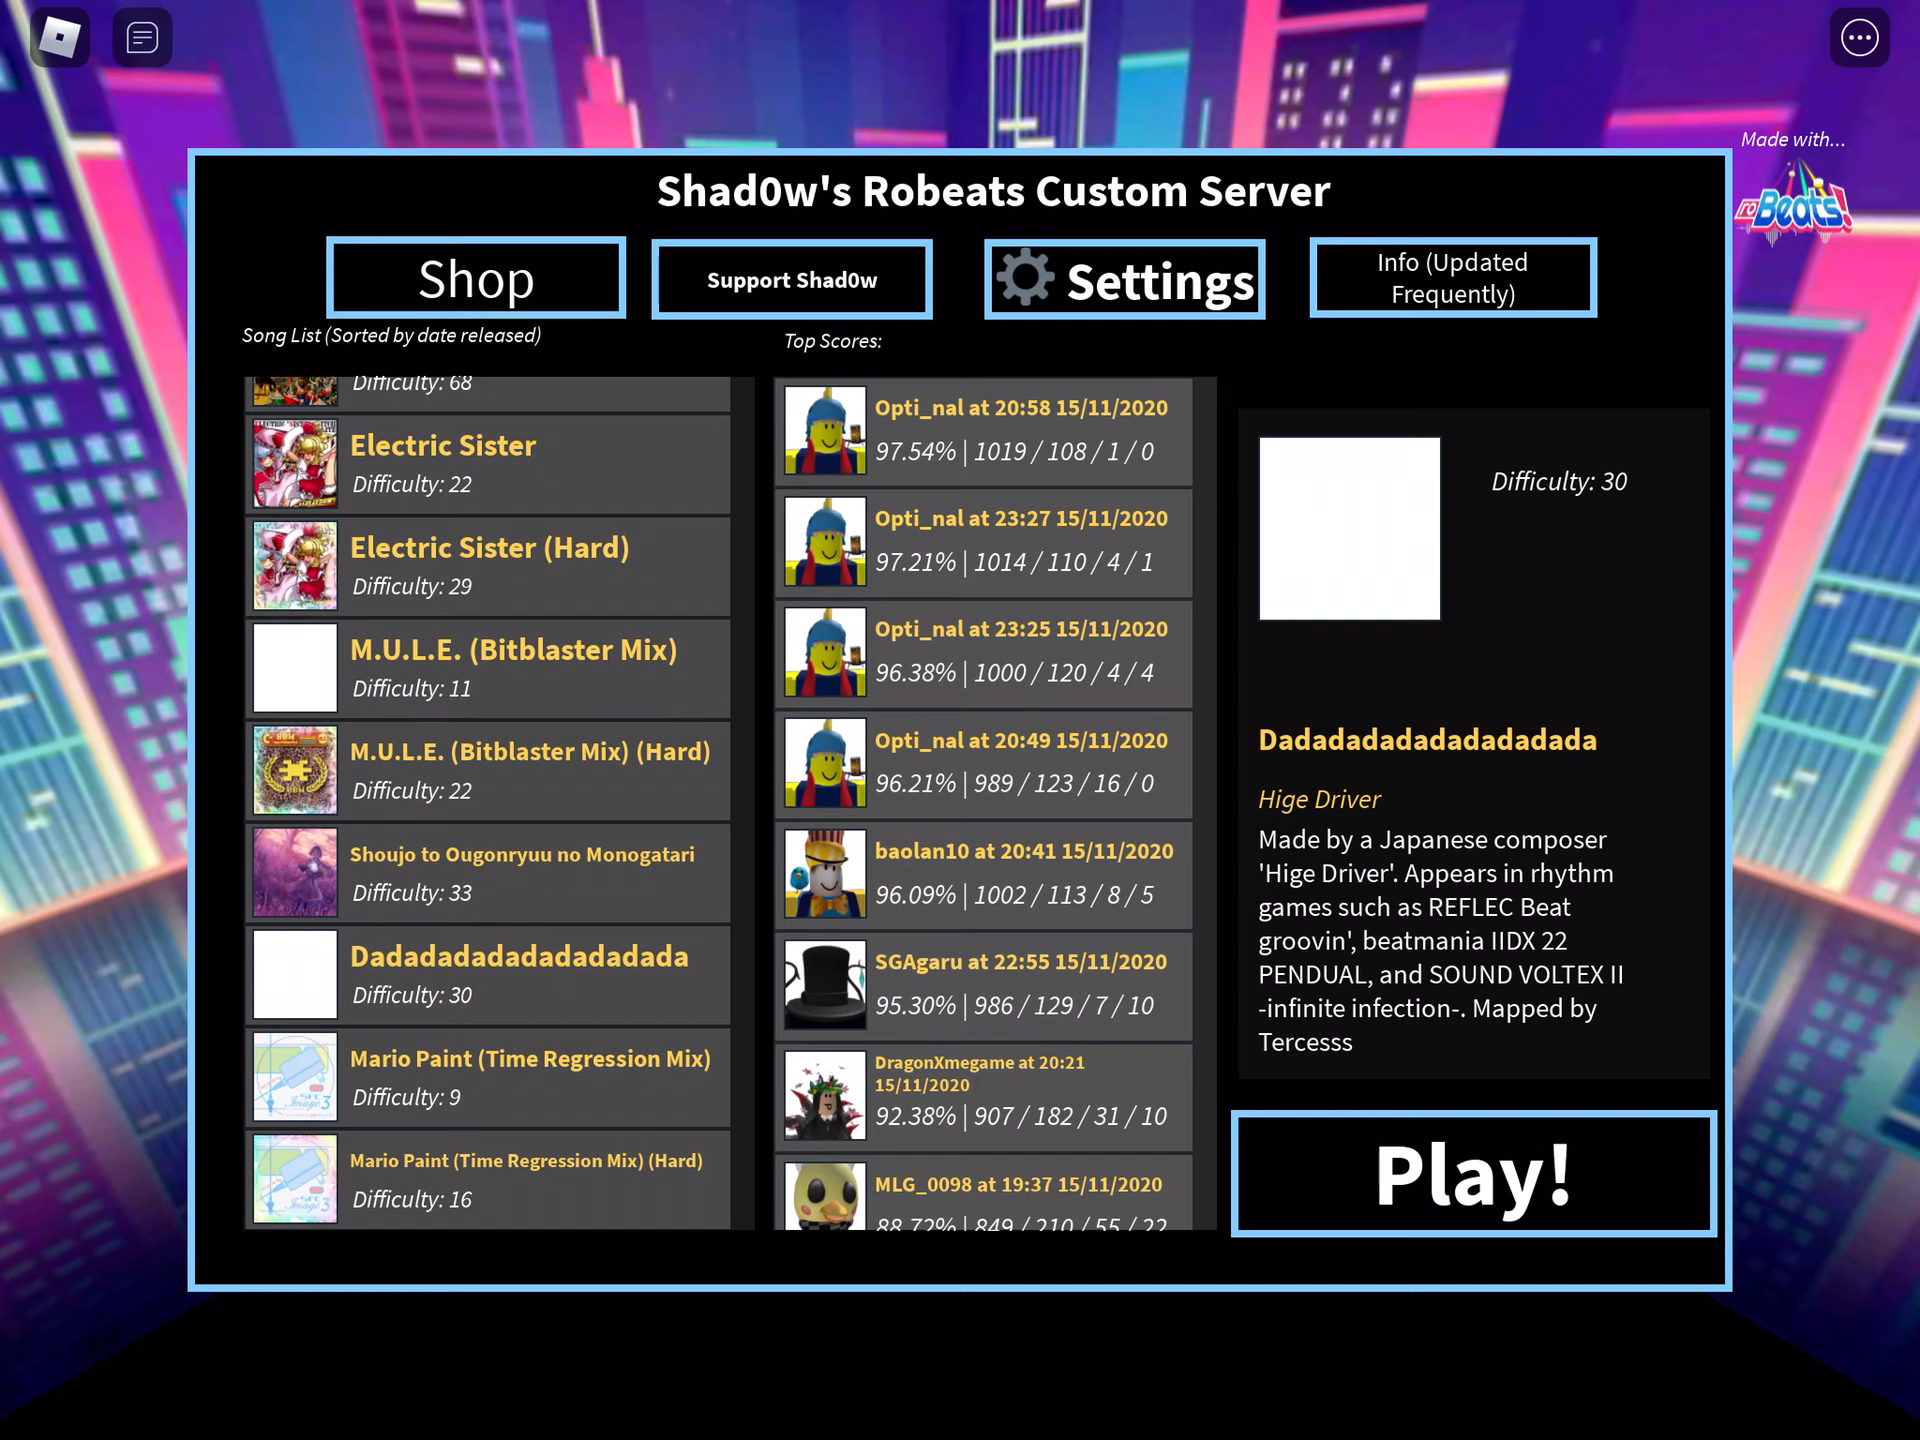 Made with...
roBeats!
Shad0w's Robeats Custom Server
Shop
Support Shad0w
Settings
Info (Updated
Frequently)
Song List (Sorted by date released)
Top Scores:
Difficulty: 68
Electric Sister
Difficulty: 22
Electric Sister (Hard)
Difficulty: 29
M.U.L.E. (Bitblaster Mix)
Difficulty: 11
M.U.L.E. (Bitblaster Mix) (Hard)
Difficulty: 22
Shoujo to Ougonryuu no Monogatari
Difficulty: 33
Dadadadadadadadadada
Difficulty: 30
Mario Paint (Time Regression Mix)
Difficulty: 9
Mario Paint (Time Regression Mix) (Hard)
Difficulty: 16
Opti_nal at 20:58 15/11/2020
97.54% | 1019 / 108 / 1 / 0
Opti_nal at 23:27 15/11/2020
97.21% | 1014 / 110 / 4 / 1
Opti_nal at 23:25 15/11/2020
96.38% | 1000 / 120 / 4 / 4
Opti_nal at 20:49 15/11/2020
96.21% | 989 / 123 / 16 / 0
baolan10 at 20:41 15/11/2020
96.09% | 1002 / 113 / 8 / 5
SGAgaru at 22:55 15/11/2020
95.30% | 986 / 129 / 7 / 10
DragonXmegame at 20:21
15/11/2020
92.38% | 907 / 182 / 31 / 10
MLG_0098 at 19:37 15/11/2020
88.72% | 849 / 210 / 55 / 22
Difficulty: 30
Dadadadadadadadadada
Hige Driver
Made by a Japanese composer
'Hige Driver'. Appears in rhythm
games such as REFLEC Beat
groovin', beatmania IIDX 22
PENDUAL, and SOUND VOLTEX II
-infinite infection-. Mapped by
Tercesss
Play!